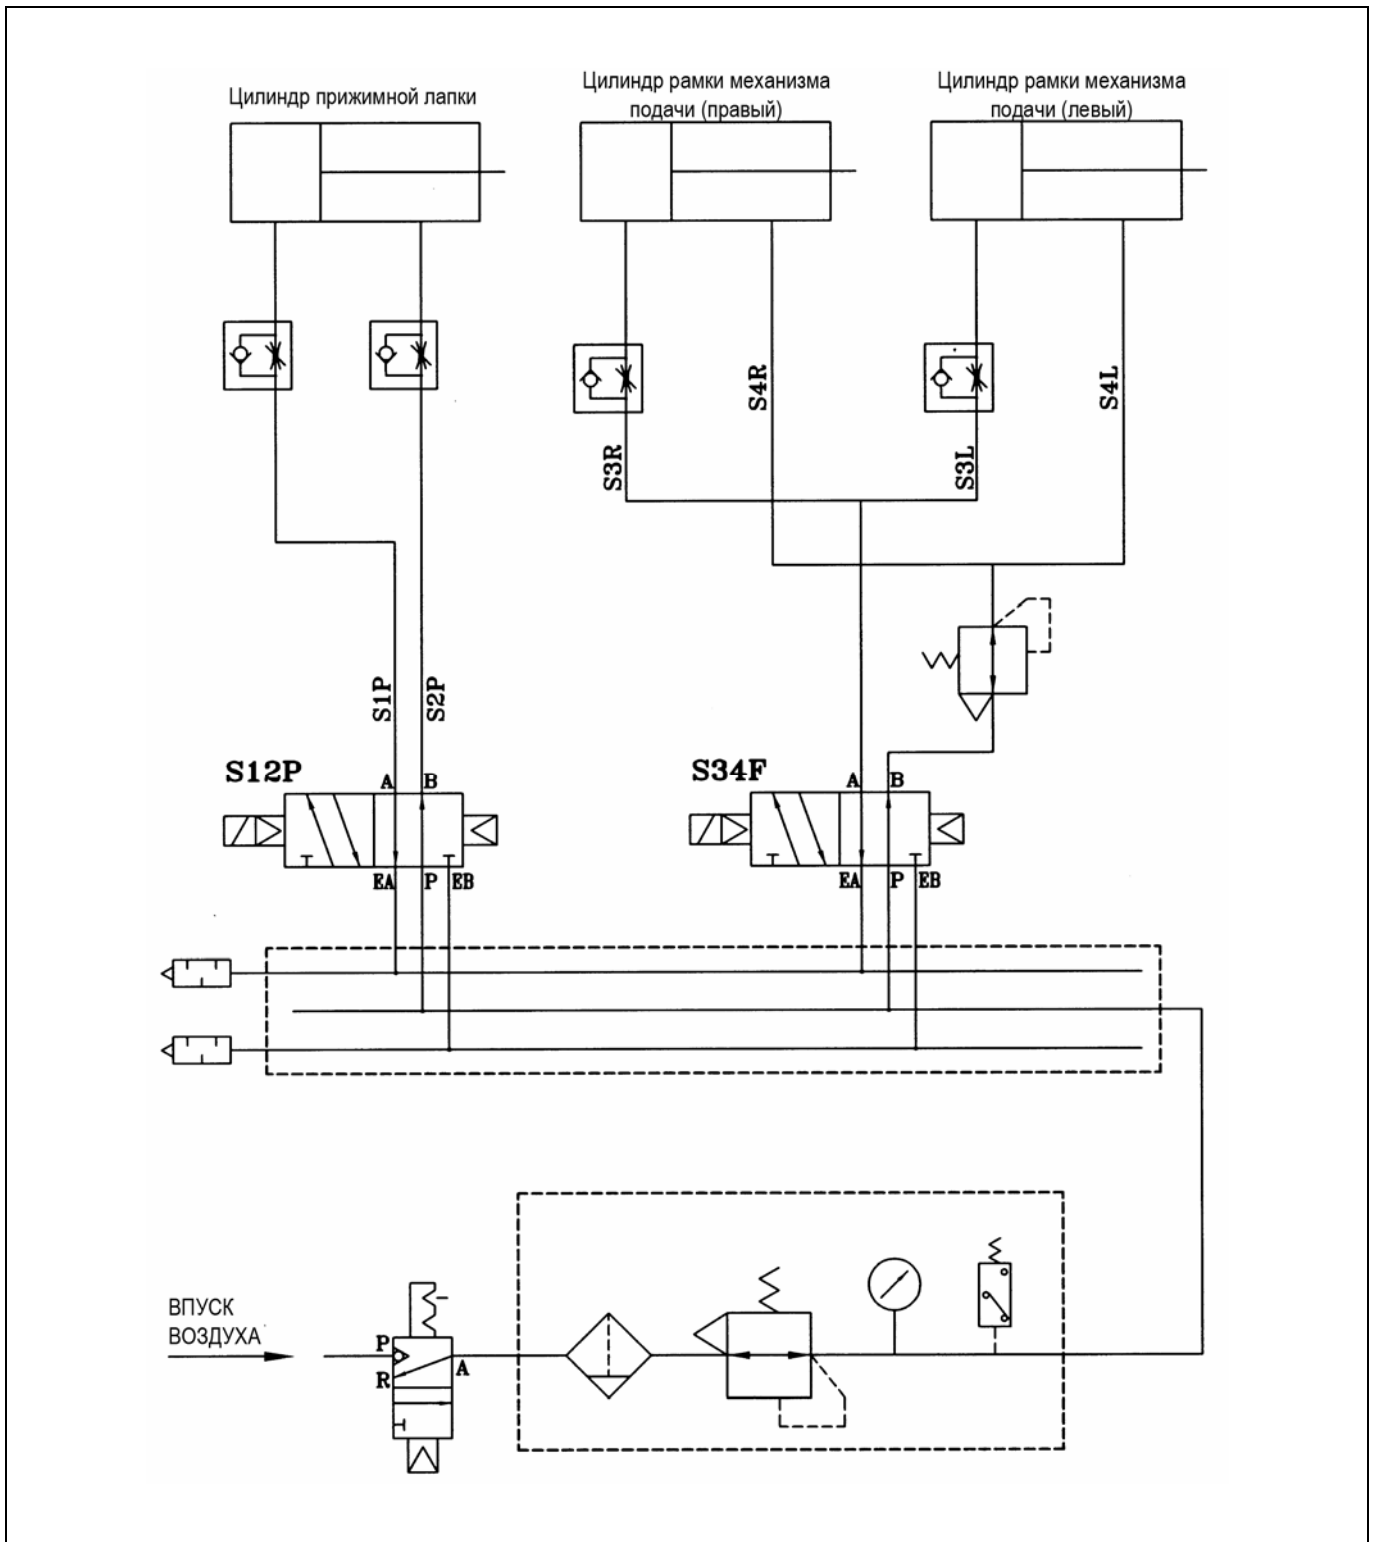 Цилиндр прижимной лапки
Цилиндр рамки механизма
подачи (правый)
Цилиндр рамки механизма
подачи (левый)
S4R
S4L
S3R
S3L
S1P
S2P
S12P
A
B
S34F
A
B
EA
P
EB
EA
P
EB
ВПУСК
ВОЗДУХА
P
R
A